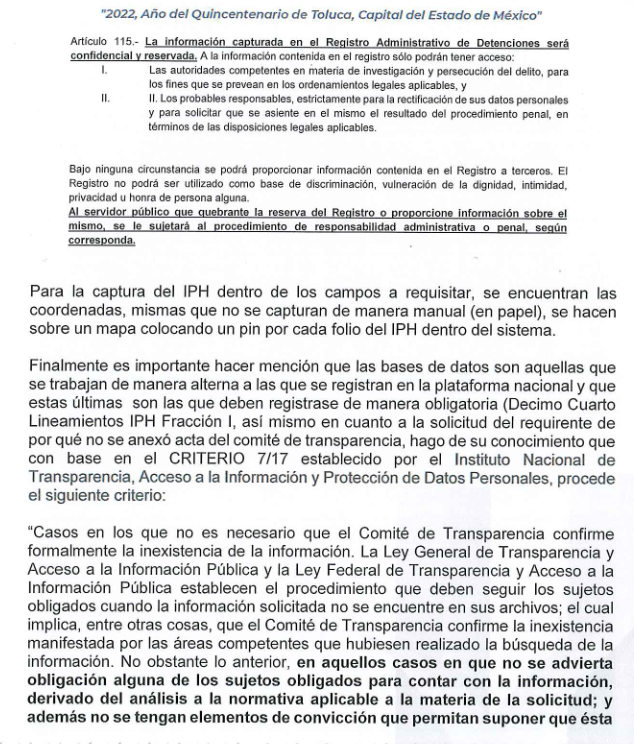 "2022, Año del Quincentenario de Toluca, Capital del Estado de México"
Artículo 115.- La información capturada en el Registro Administrativo de Detenciones será
confidencial y reservada. A la información contenida en el registro sólo podrán tener acceso:
I. Las autoridades competentes en materia de investigación y persecución del delito, para
los fines que se prevean en los ordenamientos legales aplicables, y
II. II. Los probables responsables, estrictamente para la rectificación de sus datos personales
y para solicitar que se asiente en el mismo el resultado del procedimiento penal, en
términos de las disposiciones legales aplicables.
Bajo ninguna circunstancia se podrá proporcionar información contenida en el Registro a terceros. El
Registro no podrá ser utilizado como base de discriminación, vulneración de la dignidad, intimidad,
privacidad u honra de persona alguna.
Al servidor público que quebrante la reserva del Registro o proporcione información sobre el
mismo, se le sujetará al procedimiento de responsabilidad administrativa o penal, según
corresponda.
Para la captura del IPH dentro de los campos a requisitar, se encuentran las
coordenadas, mismas que no se capturan de manera manual (en papel), se hacen
sobre un mapa colocando un pin por cada folio del IPH dentro del sistema.
Finalmente es importante hacer mención que las bases de datos son aquellas que
se trabajan de manera alterna a las que se registran en la plataforma nacional y que
estas últimas son las que deben registrase de manera obligatoria (Decimo Cuarto
Lineamientos IPH Fracción I, así mismo en cuanto a la solicitud del requirente de
por qué no se anexó acta del comité de transparencia, hago de su conocimiento que
con base en el CRITERIO 7/17 establecido por el Instituto Nacional de
Transparencia, Acceso a la Información y Protección de Datos Personales, procede
el siguiente criterio:
"Casos en los que no es necesario que el Comité de Transparencia confirme
formalmente la inexistencia de la información. La Ley General de Transparencia y
Acceso a la Información Pública y la Ley Federal de Transparencia y Acceso a la
Información Pública establecen el procedimiento que deben seguir los sujetos
obligados cuando la información solicitada no se encuentre en sus archivos; el cual
implica, entre otras cosas, que el Comité de Transparencia confirme la inexistencia
manifestada por las áreas competentes que hubiesen realizado la búsqueda de la
información. No obstante lo anterior, en aquellos casos en que no se advierta
obligación alguna de los sujetos obligados para contar con la información,
derivado del análisis a la normativa aplicable a la materia de la solicitud; y
además no se tengan elementos de convicción que permitan suponer que ésta